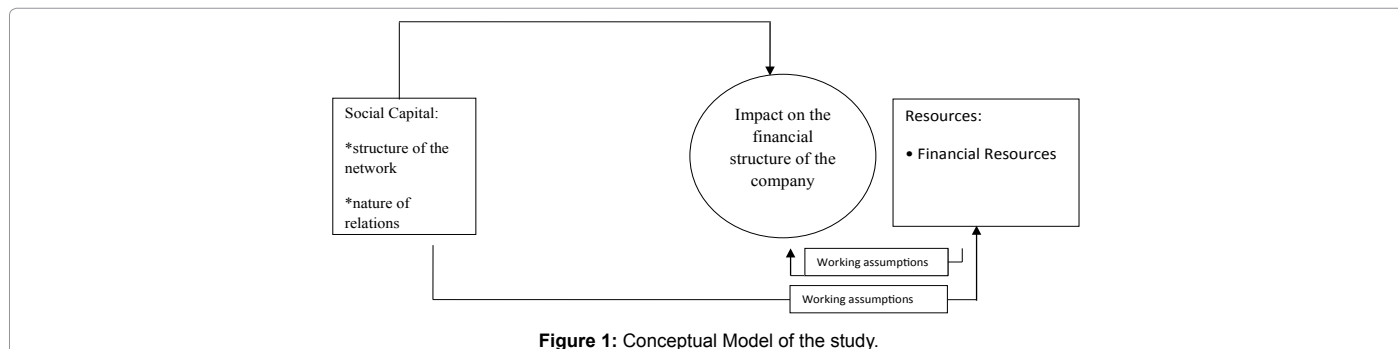 Social Capital:
*structure of the
network
*nature of
relations
Impact on the
financial
structure of the
company
Resources:
• Financial Resources
Working assumptions
Working assumptions
Figure 1: Conceptual Model of the study.